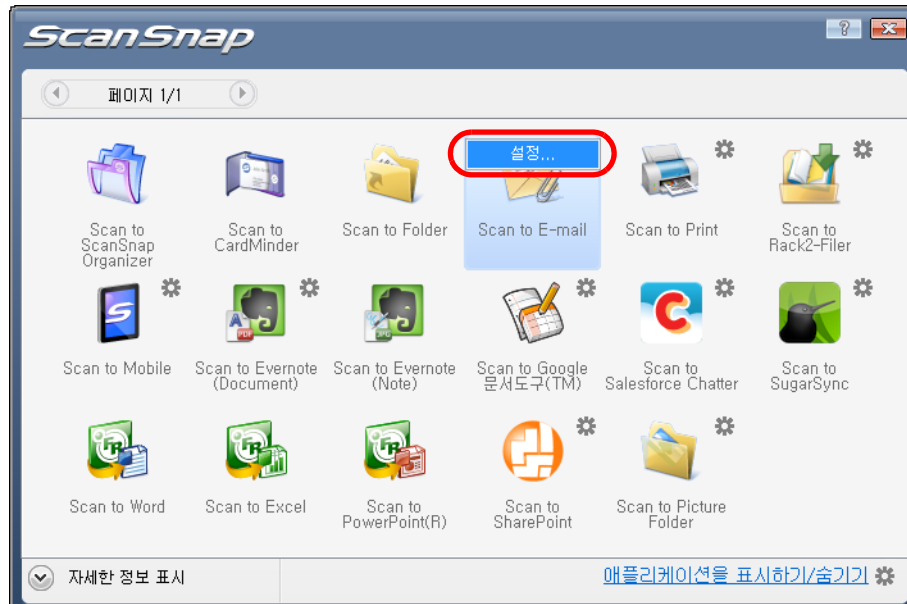 ScanSnap
페이지 1/1
설정...
Scan to
ScanSnap
Organizer
Scan to
CardMinder
Scan to Folder
Scan to E-mail
Scan to Print
Scan to
Rack2-Filer
Scan to Mobile
Scan to Evernote
(Document)
Scan to Evernote
(Note)
Scan to Google
문서도구(TM)
Scan to
Salesforce Chatter
Scan to
SugarSync
Scan to Word
Scan to Excel
Scan to
PowerPoint(R)
Scan to
SharePoint
Scan to Picture
Folder
자세한 정보 표시
애플리케이션을 표시하기/숨기기